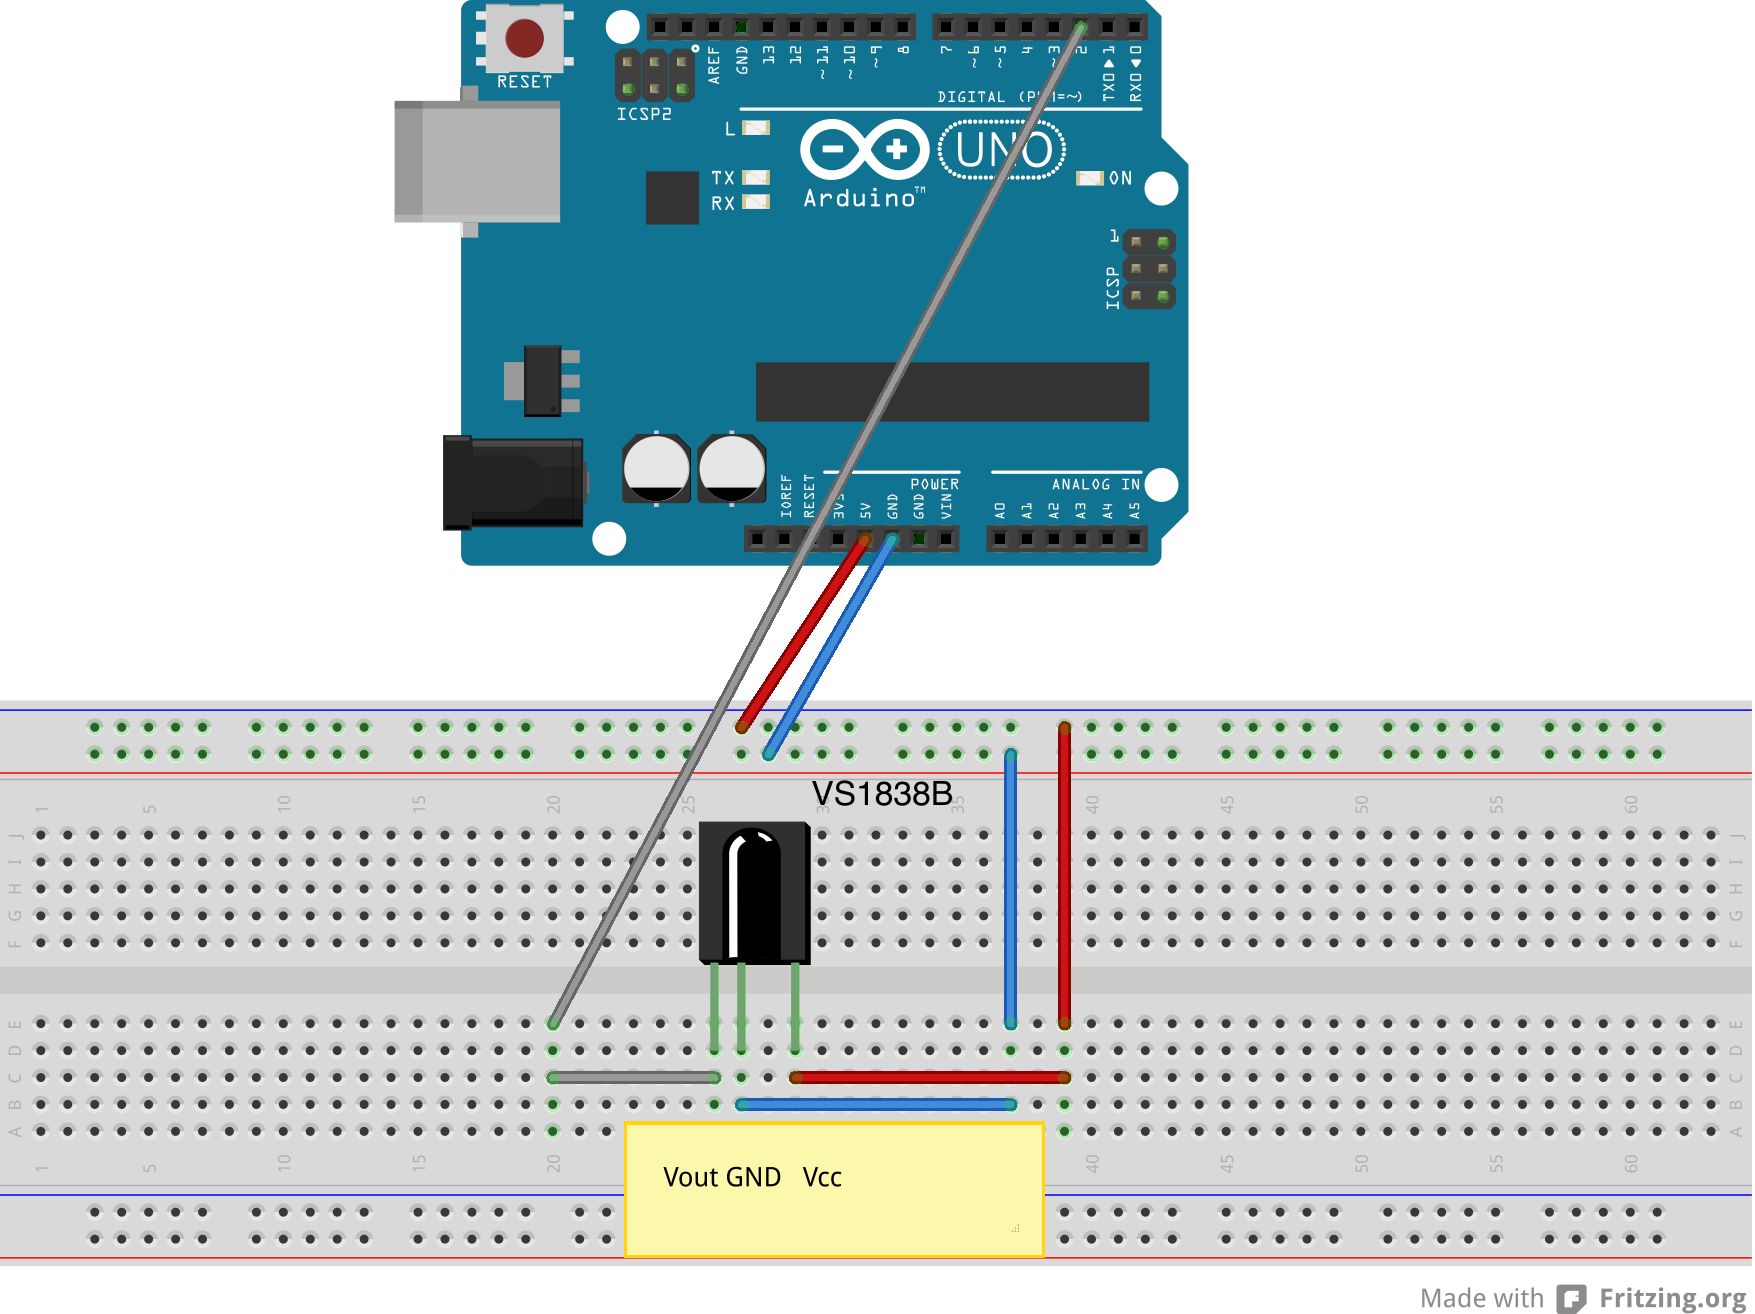 RESET
ICSP2
AREF
GND
13
12
~11
~10
~9
8
7
~6
~5
4
~3
2
TX0▶1
RX0◀0
DIGITAL (PWM=~)
L
TX
RX
UNO
Arduino™
ON
1
ICSP
IOREF
RESET
3V3
5V
GND
GND
VIN
POWER
ANALOG IN
A0
A1
A2
A3
A4
A5
VS1838B
1 5 10 15 20 25 35 40 45 50 55 60
J J
I I
H H
G G
F F
E E
D D
C C
B B
A A
1 5 10 15 20 40 45 50 55 60
Vout GND Vcc
Made with Fritzing.org